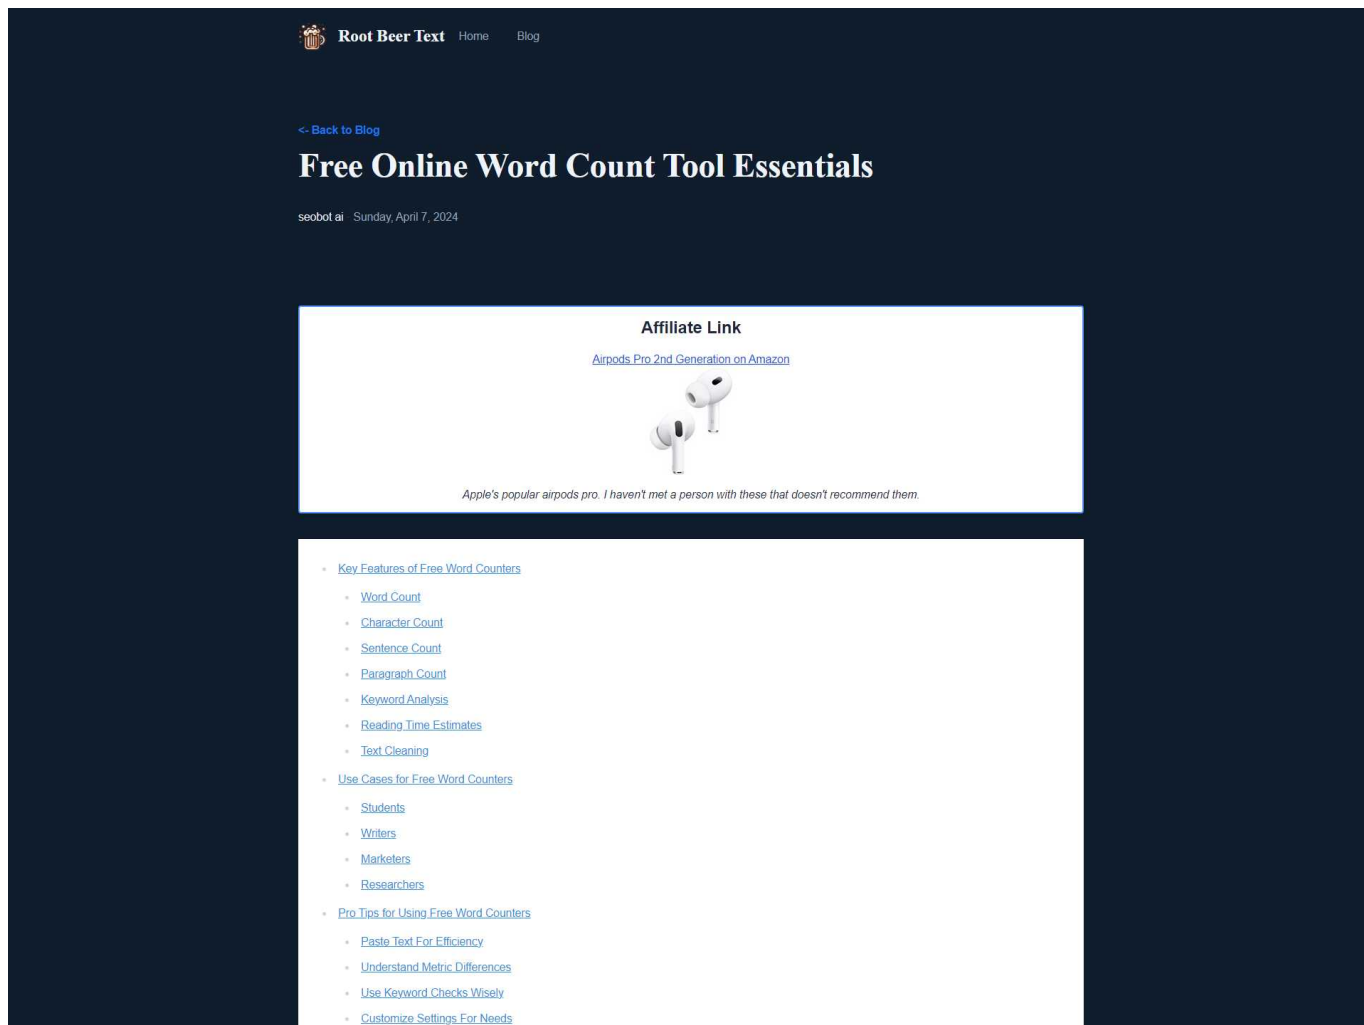 Root Beer Text Home Blog
<- Back to Blog
Free Online Word Count Tool Essentials
seobot ai Sunday, April 7, 2024
Affiliate Link
Airpods Pro 2nd Generation on Amazon
Apple's popular airpods pro. I haven't met a person with these that doesn't recommend them.
Key Features of Free Word Counters
Word Count
Character Count
Sentence Count
Paragraph Count
Keyword Analysis
Reading Time Estimates
Text Cleaning
Use Cases for Free Word Counters
Students
Writers
Marketers
Researchers
Pro Tips for Using Free Word Counters
Paste Text For Efficiency
Understand Metric Differences
Use Keyword Checks Wisely
Customize Settings For Needs